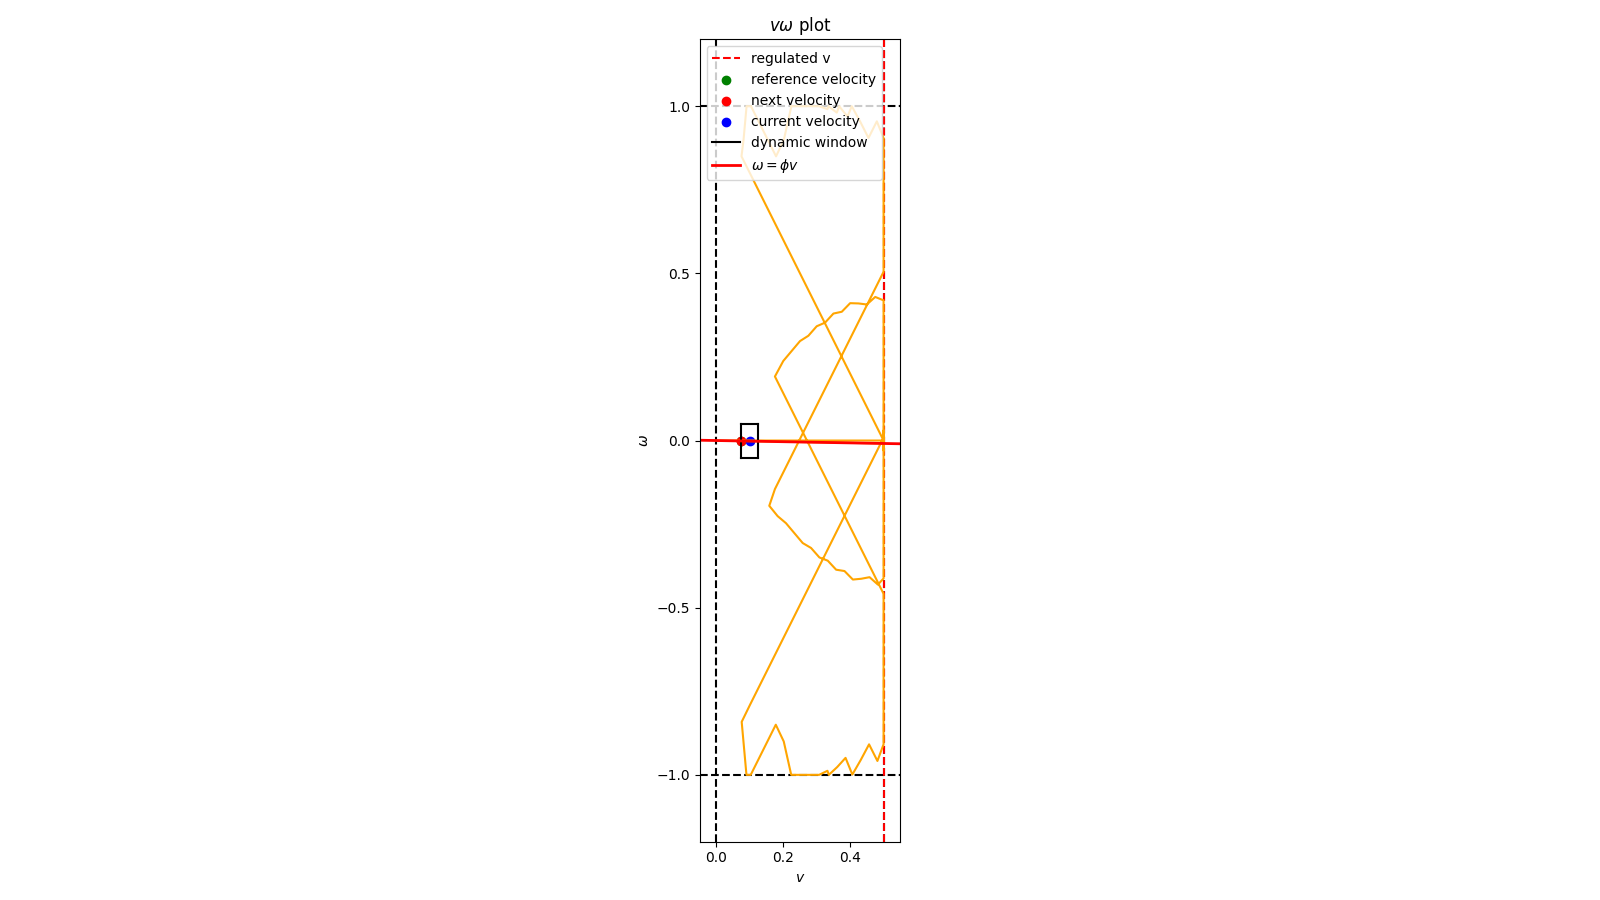 vω plot
regulated v
reference velocity
next velocity
current velocity
dynamic window
ω = ϕv
1.0
0.5
0.0
−0.5
−1.0
ω
0.0 0.2 0.4
v